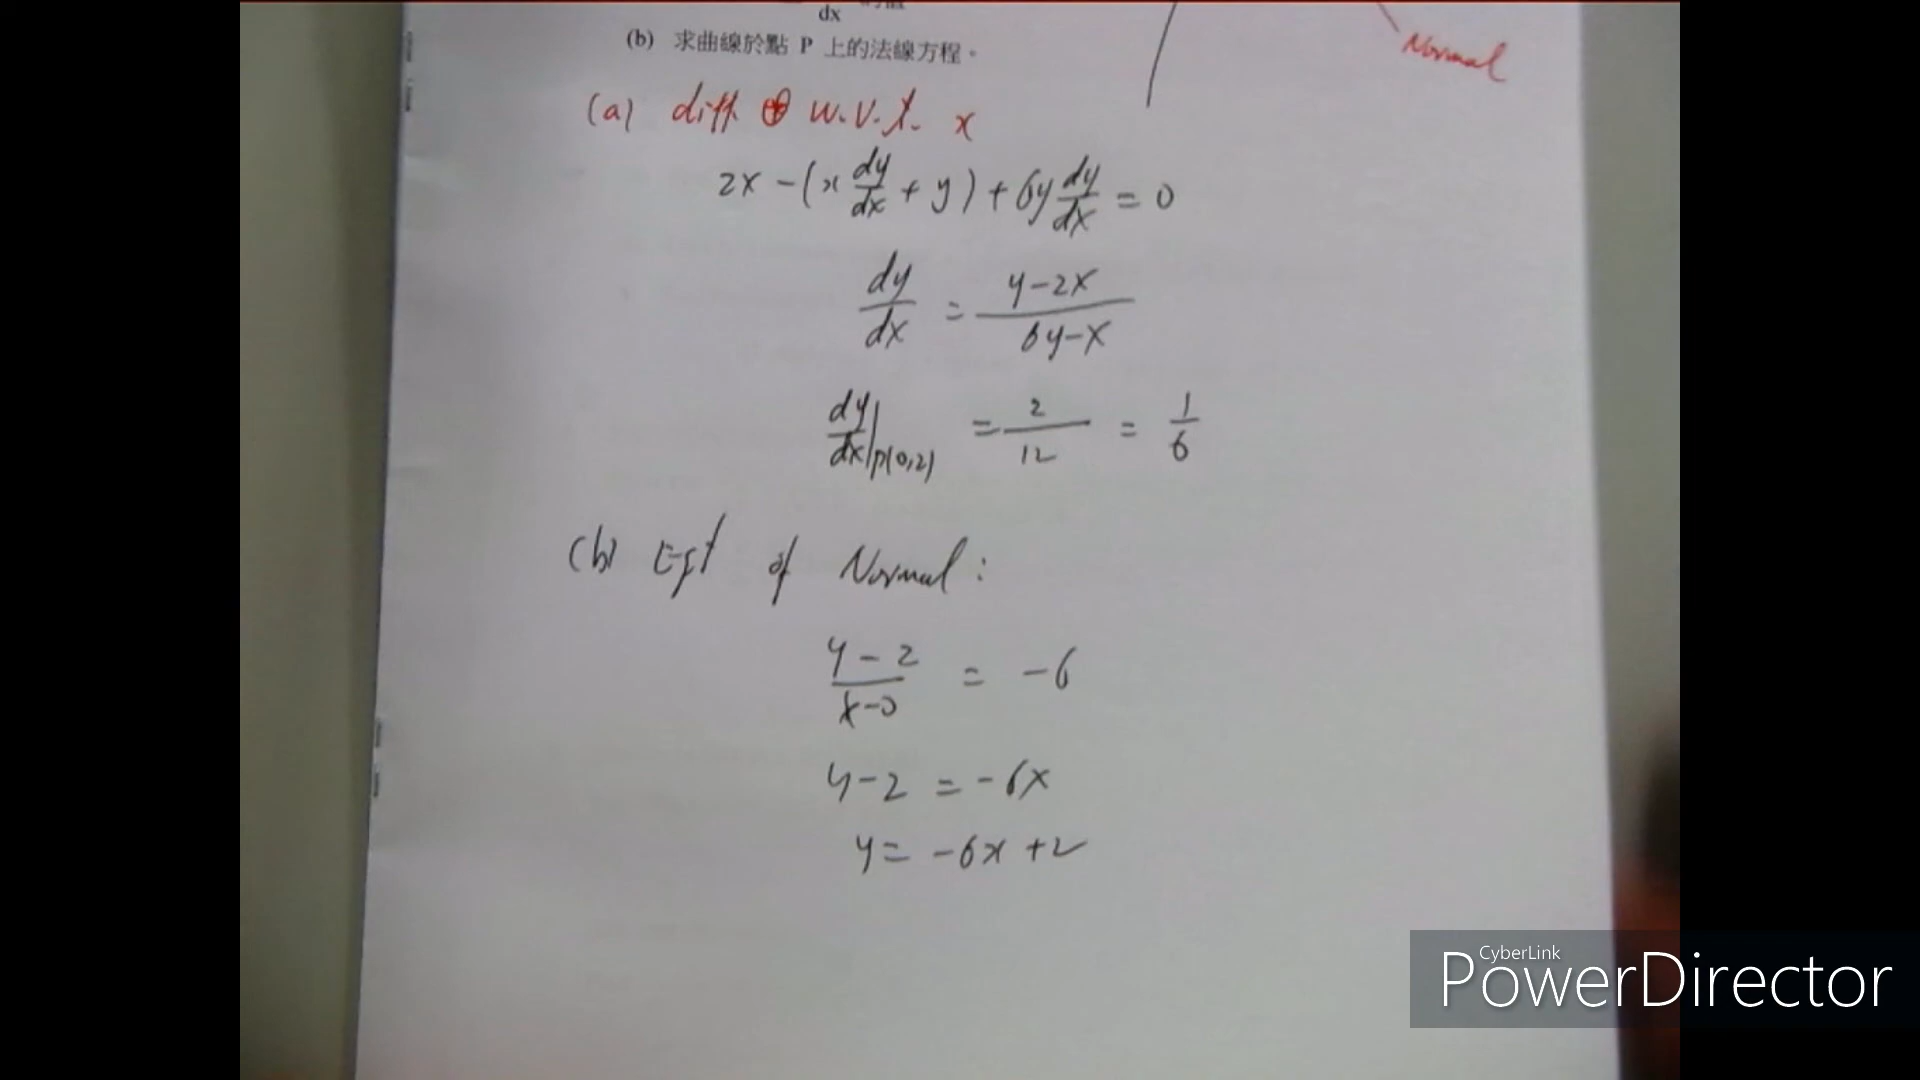 dx
(b) 求曲線於點 P 上的法線方程。
Normal
(a) diff. w.r.t. x
2x - (x dy/dx + y) + 6y dy/dx = 0
dy/dx = (y-2x)/(6y-x)
dy/dx|P(0,2) = 2/12 = 1/6
(b) Eqt of Normal:
(y-2)/(x-0) = -6
y-2 = -6x
y = -6x+2
CyberLink
PowerDirector